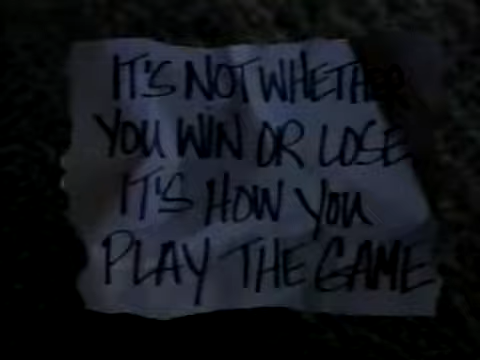 IT'S NOT WHETHER
YOU WIN OR LOSE
IT'S HOW YOU
PLAY THE GAME